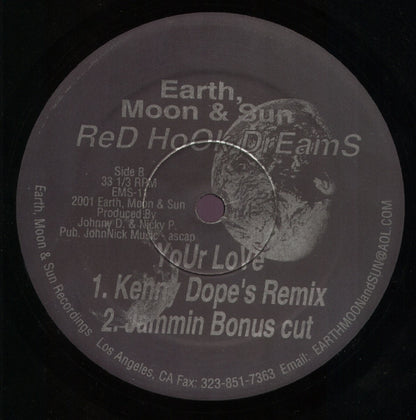 Earth,
Moon & Sun
ReD HoOk DrEamS
Side B
33 1/3 RPM
EMS-11
2001 Earth, Moon & Sun
Produced By
Johnny D. & Nicky P.
Pub. JohnNick Music - ascap
YoUr LoVe
1. Kenny Dope's Remix
2. Jammin Bonus cut
Earth, Moon & Sun Recordings Los Angeles, CA Fax: 323-851-7363 Email: EARTHMOONandSUN@AOL.COM